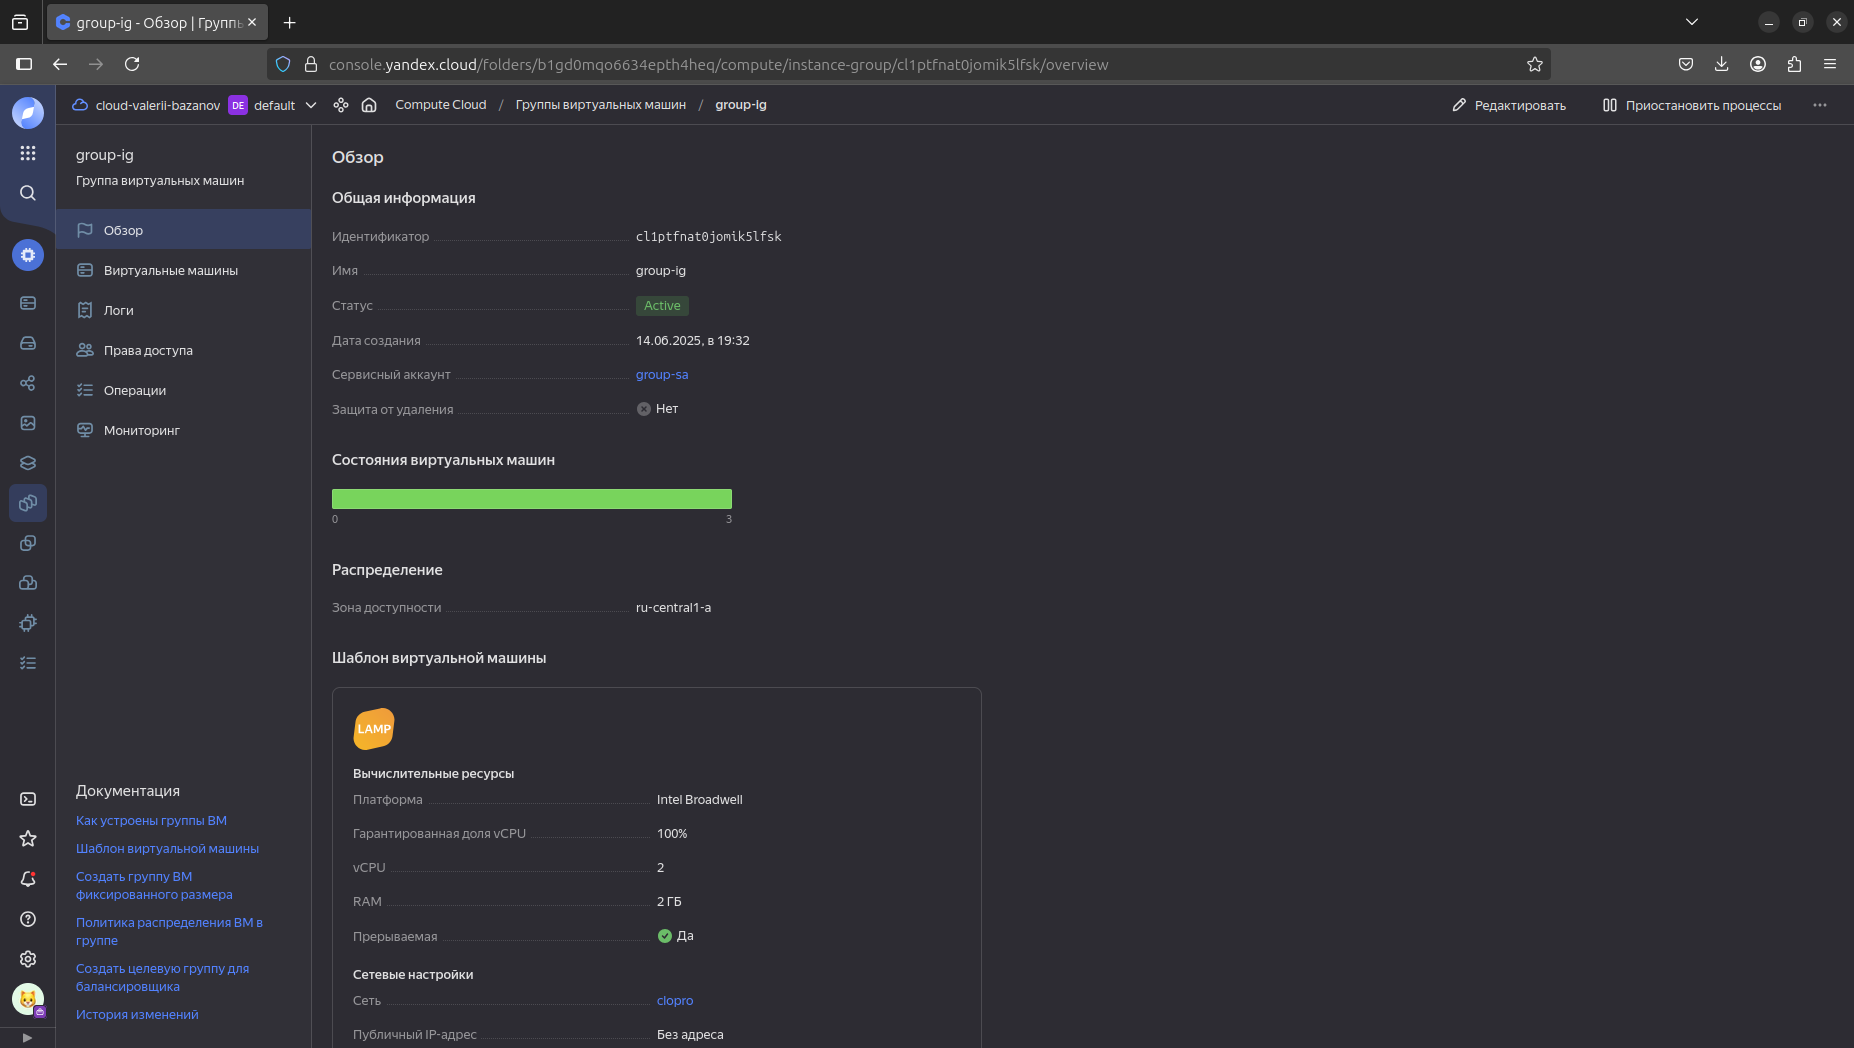 group-ig - Обзор | Группы
console.yandex.cloud/folders/b1gd0mqo6634epth4heq/compute/instance-group/cl1ptfnat0jomik5lfsk/overview
cloud-valerii-bazanov DE default Compute Cloud / Группы виртуальных машин / group-ig Редактировать Приостановить процессы
group-ig
Группа виртуальных машин
Обзор
Виртуальные машины
Логи
Права доступа
Операции
Мониторинг
Документация
Как устроены группы ВМ
Шаблон виртуальной машины
Создать группу ВМ
фиксированного размера
Политика распределения ВМ в
группе
Создать целевую группу для
балансировщика
История изменений
Обзор
Общая информация
Идентификатор cl1ptfnat0jomik5lfsk
Имя group-ig
Статус Active
Дата создания 14.06.2025, в 19:32
Сервисный аккаунт group-sa
Защита от удаления Нет
Состояния виртуальных машин
0 3
Распределение
Зона доступности ru-central1-a
Шаблон виртуальной машины
LAMP
Вычислительные ресурсы
Платформа Intel Broadwell
Гарантированная доля vCPU 100%
vCPU 2
RAM 2 ГБ
Прерываемая Да
Сетевые настройки
Сеть clopro
Публичный IP-адрес Без адреса